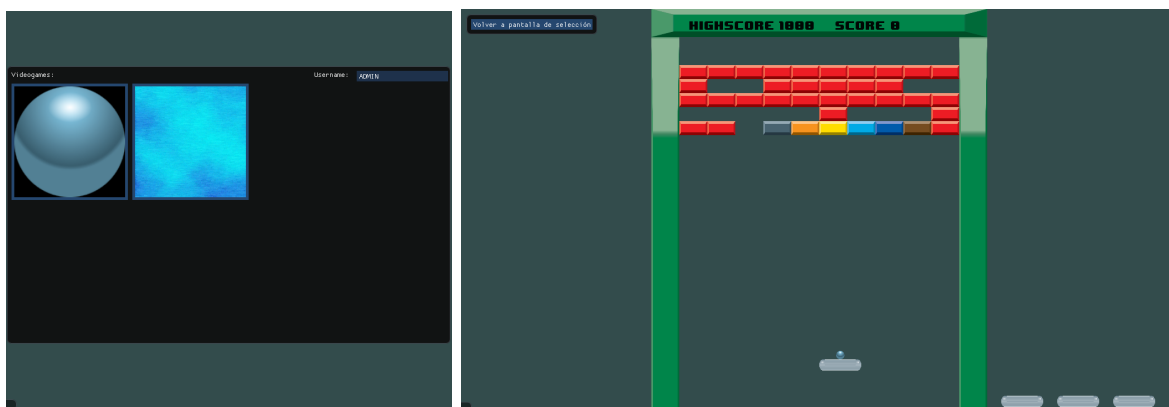 Videogames:
Username: ADMIN
Volver a pantalla de selección
HIGHSCORE 1000 SCORE 0